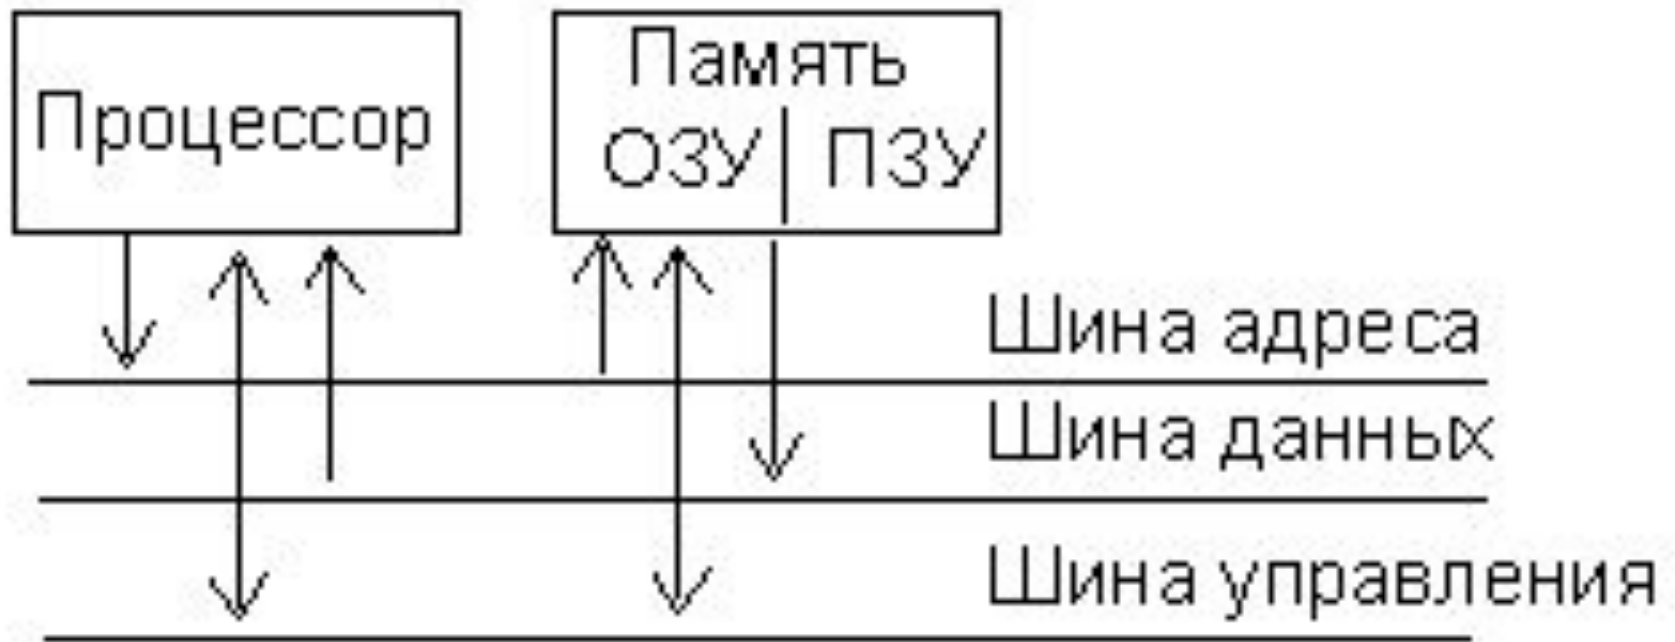 Процессор
Память
ОЗУ | ПЗУ
Шина адреса
Шина данных
Шина управления